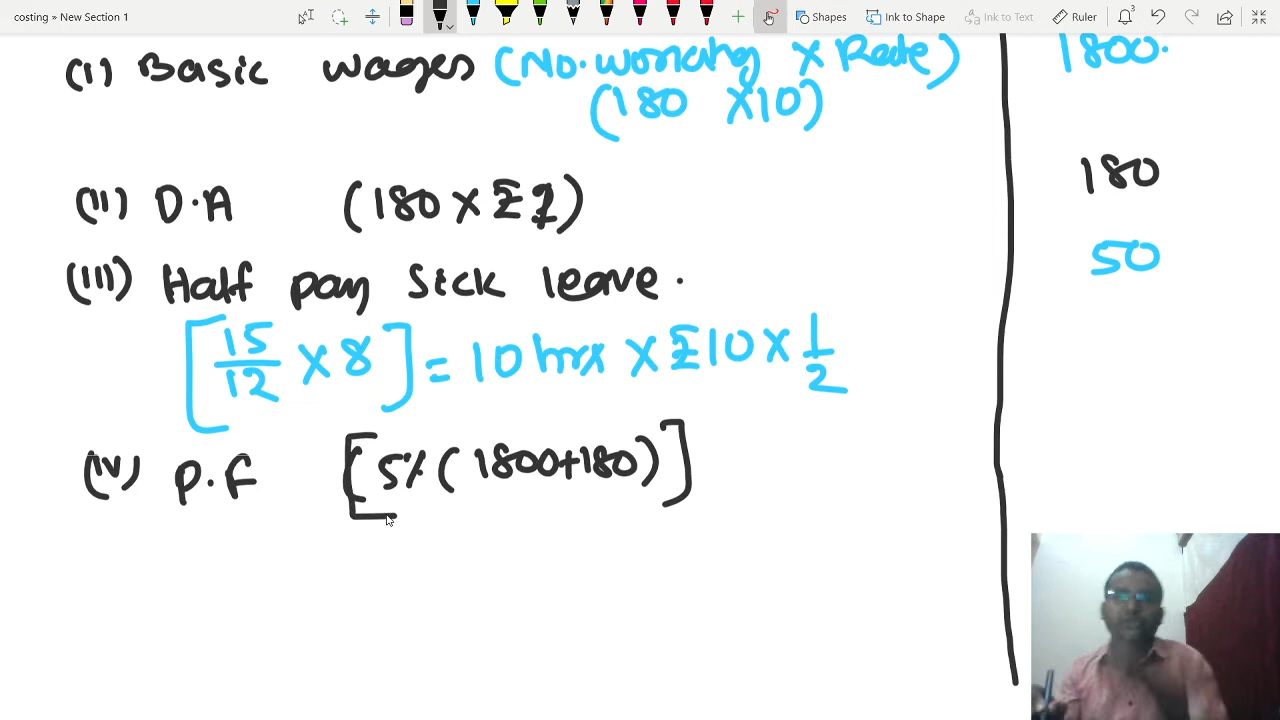 costing » New Section 1
Shapes Ink to Shape Ink to Text Ruler
(i) Basic wages (No. working X Rate) 1800.
(180 X10)
(ii) D.A (180 X ₹1) 180
(iii) Half pay sick leave. 50
[15/12 X 8] = 10 hrs X ₹10 X 1/2
(iv) P.F [5%(1800+180)]